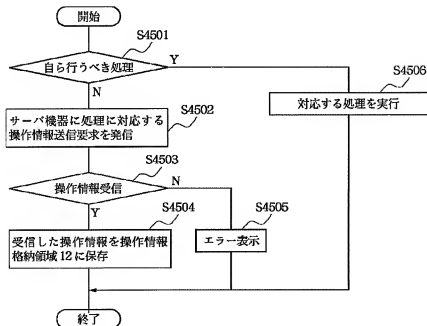 開始
S4501
自ら行うべき処理
Y
N
S4506
対応する処理を実行
サーバ機器に処理に対応する
操作情報送信要求を発信
S4502
S4503
操作情報受信
N
Y
S4504
受信した操作情報を操作情報
格納領域12に保存
S4505
エラー表示
終了